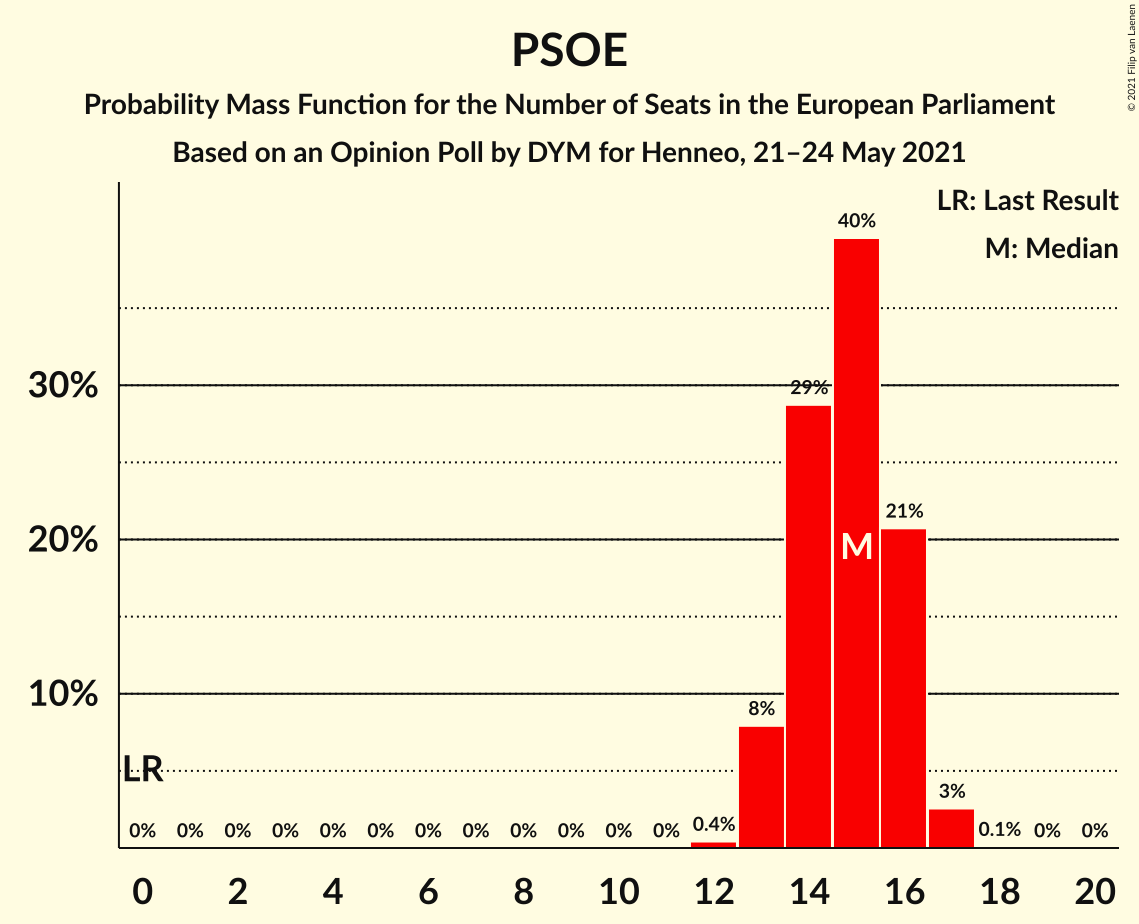 PSOE
Probability Mass Function for the Number of Seats in the European Parliament
Based on an Opinion Poll by DYM for Henneo, 21–24 May 2021
© 2021 Filip van Laenen
LR: Last Result
M: Median
40%
30%
29%
20%
21%
M
10%
8%
LR
3%
0% 0% 0% 0% 0% 0% 0% 0% 0% 0% 0% 0% 0.4% 0.1% 0% 0%
0 2 4 6 8 10 12 14 16 18 20